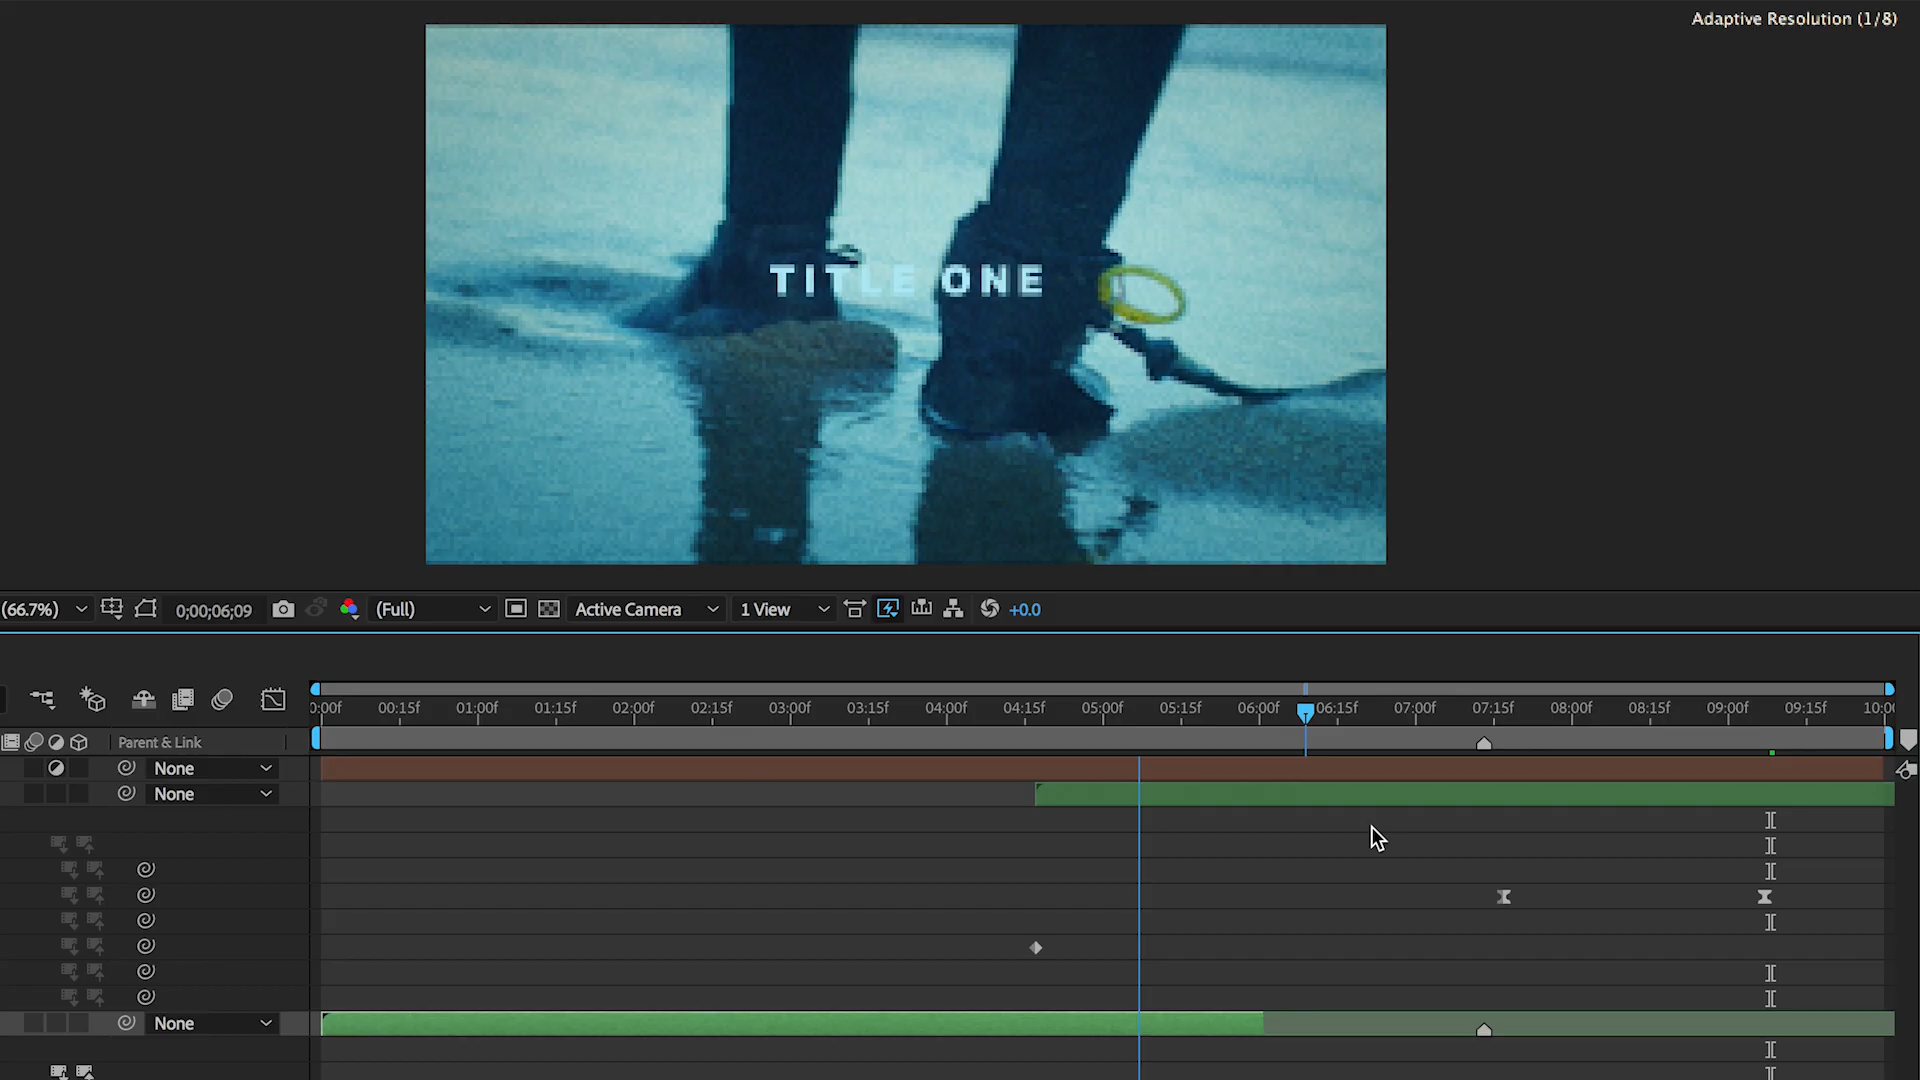 Adaptive Resolution (1/8)
TITLE ONE
(66.7%) 0;00;06;09 (Full) Active Camera 1 View +0.0
0:00f 00:15f 01:00f 01:15f 02:00f 02:15f 03:00f 03:15f 04:00f 04:15f 05:00f 05:15f 06:00f 06:15f 07:00f 07:15f 08:00f 08:15f 09:00f 09:15f 10:00
Parent & Link
None
None
None